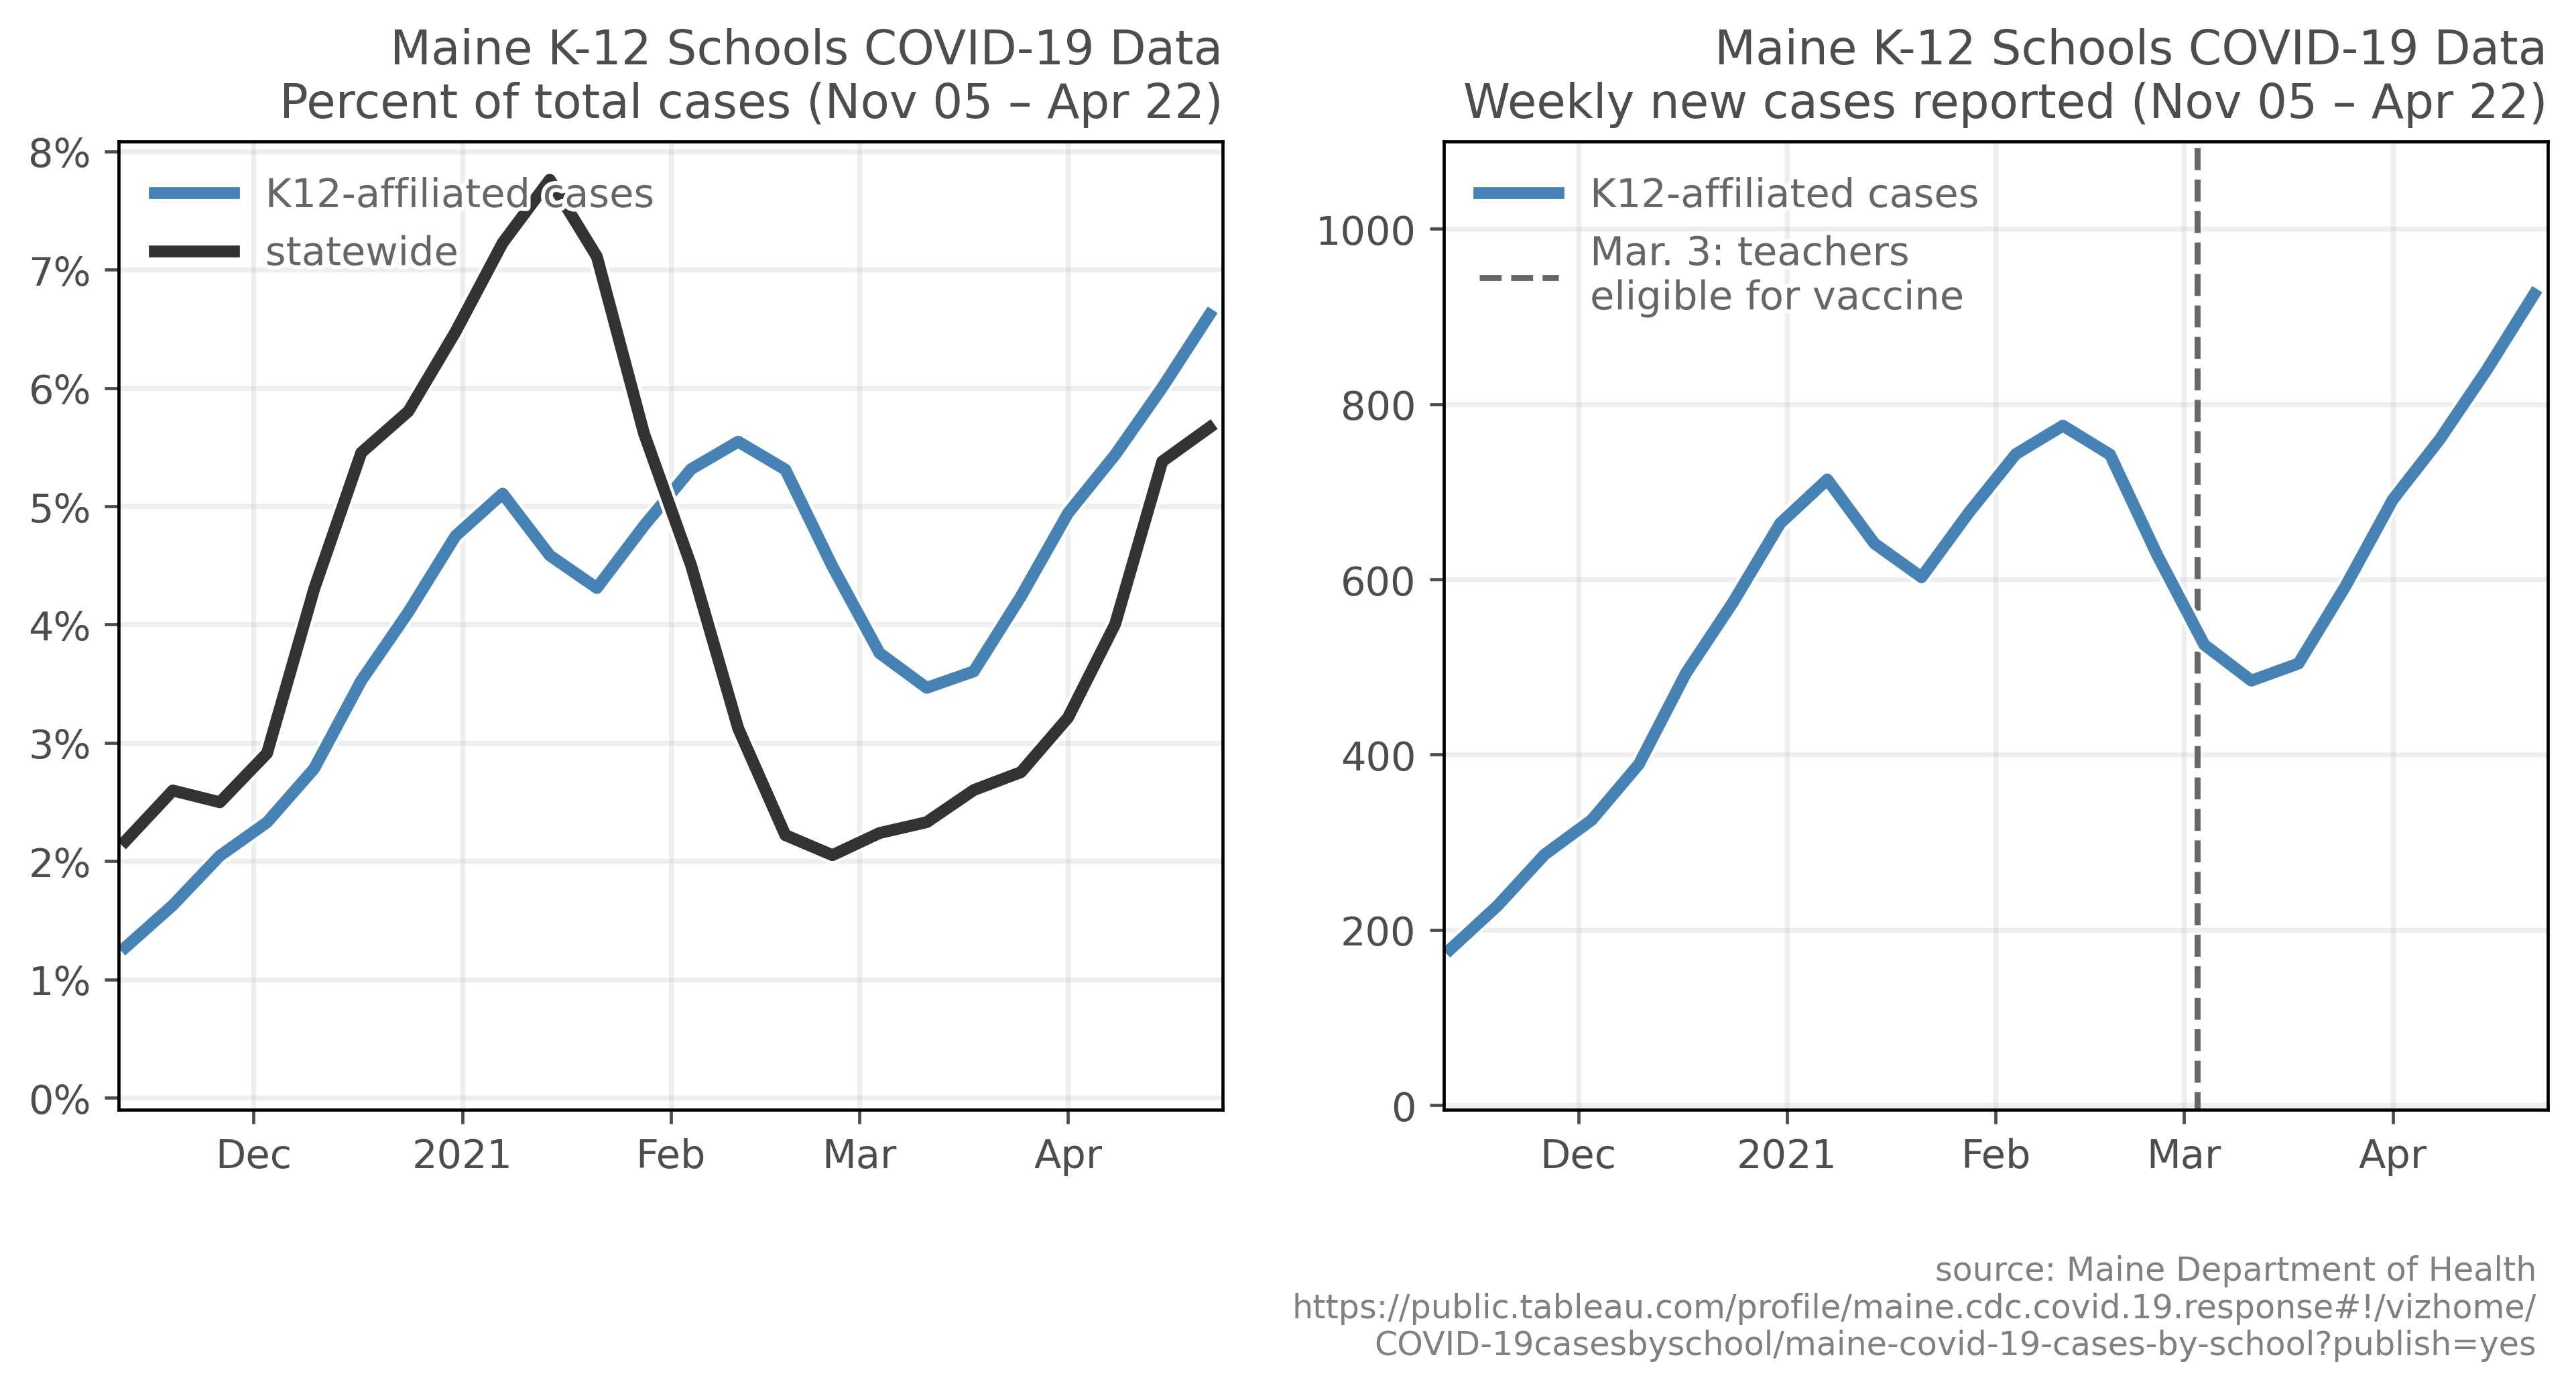 Maine K-12 Schools COVID-19 Data
Percent of total cases (Nov 05 – Apr 22)
8%
7%
6%
5%
4%
3%
2%
1%
0%
K12-affiliated cases
statewide
Dec
2021
Feb
Mar
Apr
Maine K-12 Schools COVID-19 Data
Weekly new cases reported (Nov 05 – Apr 22)
1000
800
600
400
200
0
K12-affiliated cases
Mar. 3: teachers
eligible for vaccine
Dec
2021
Feb
Mar
Apr
source: Maine Department of Health
https://public.tableau.com/profile/maine.cdc.covid.19.response#!/vizhome/
COVID-19casesbyschool/maine-covid-19-cases-by-school?publish=yes